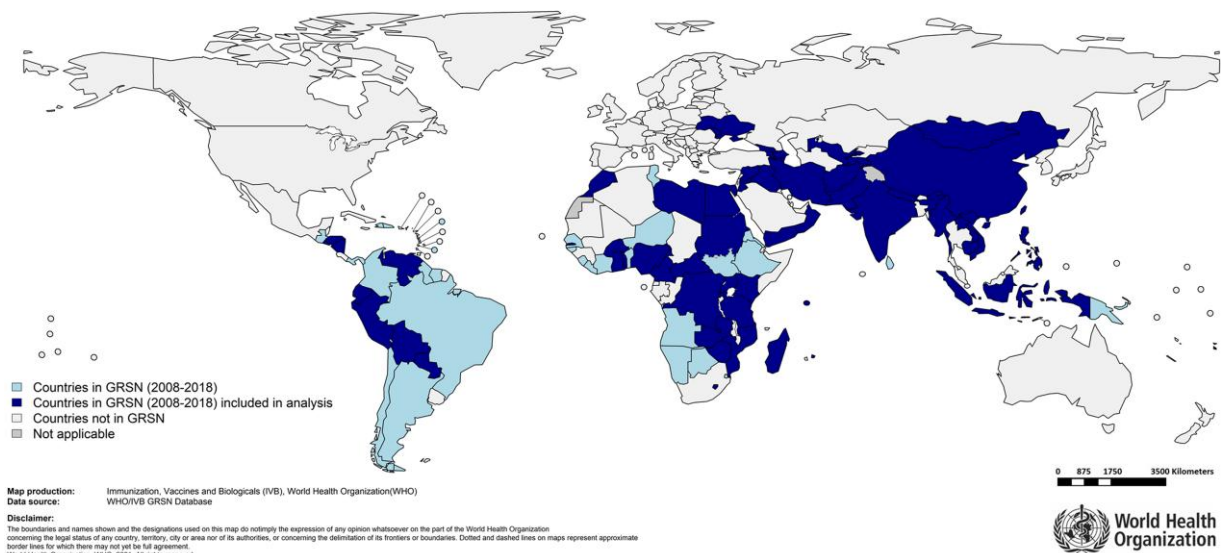 Countries in GRSN (2008-2018)
Countries in GRSN (2008-2018) included in analysis
Countries not in GRSN
Not applicable
0 875 1750 3500 Kilometers
Map production: Immunization, Vaccines and Biologicals (IVB), World Health Organization(WHO)
Data source: WHO/IVB GRSN Database
Disclaimer:
The boundaries and names shown and the designations used on this map do notimply the expression of any opinion whatsoever on the part of the World Health Organization
concerning the legal status of any country, territory, city or area nor of its authorities, or concerning the delimitation of its frontiers or boundaries. Dotted and dashed lines on maps represent approximate
border lines for which there may not yet be full agreement.
World Health
Organization